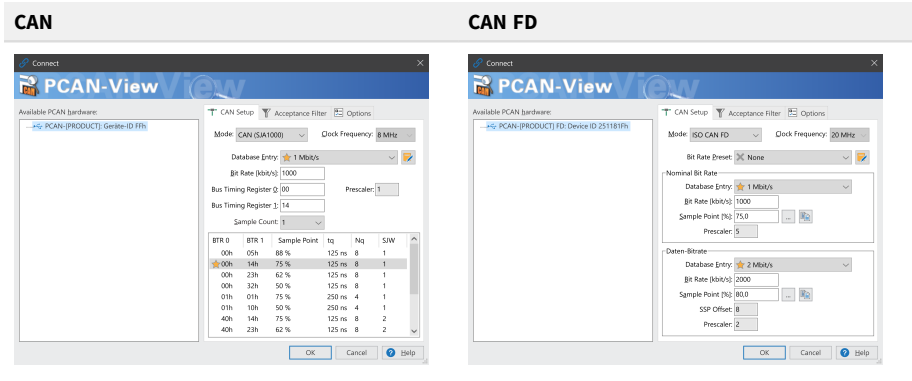 CAN
CAN FD
Connect
PCAN-View
Available PCAN hardware:
PCAN-[PRODUCT]: Geräte-ID FFh
CAN Setup Acceptance Filter Options
Mode: CAN (SJA1000) Clock Frequency: 8 MHz
Database Entry: 1 Mbit/s
Bit Rate [kbit/s]: 1000
Bus Timing Register 0: 00 Prescaler: 1
Bus Timing Register 1: 14
Sample Count: 1
BTR 0 BTR 1 Sample Point tq Nq SJW
00h 05h 88 % 125 ns 8 1
00h 14h 75 % 125 ns 8 1
00h 23h 62 % 125 ns 8 1
00h 32h 50 % 125 ns 8 1
01h 01h 75 % 250 ns 4 1
01h 10h 50 % 250 ns 4 1
40h 14h 75 % 125 ns 8 2
40h 23h 62 % 125 ns 8 2
OK Cancel Help
Connect
PCAN-View
Available PCAN hardware:
PCAN-[PRODUCT] FD: Device ID 251181Fh
CAN Setup Acceptance Filter Options
Mode: ISO CAN FD Clock Frequency: 20 MHz
Bit Rate Preset: None
Nominal Bit Rate
Database Entry: 1 Mbit/s
Bit Rate [kbit/s]: 1000
Sample Point [%]: 75,0 ...
Prescaler: 5
Daten-Bitrate
Database Entry: 2 Mbit/s
Bit Rate [kbit/s]: 2000
Sample Point [%]: 80,0 ...
SSP Offset: 8
Prescaler: 2
OK Cancel Help